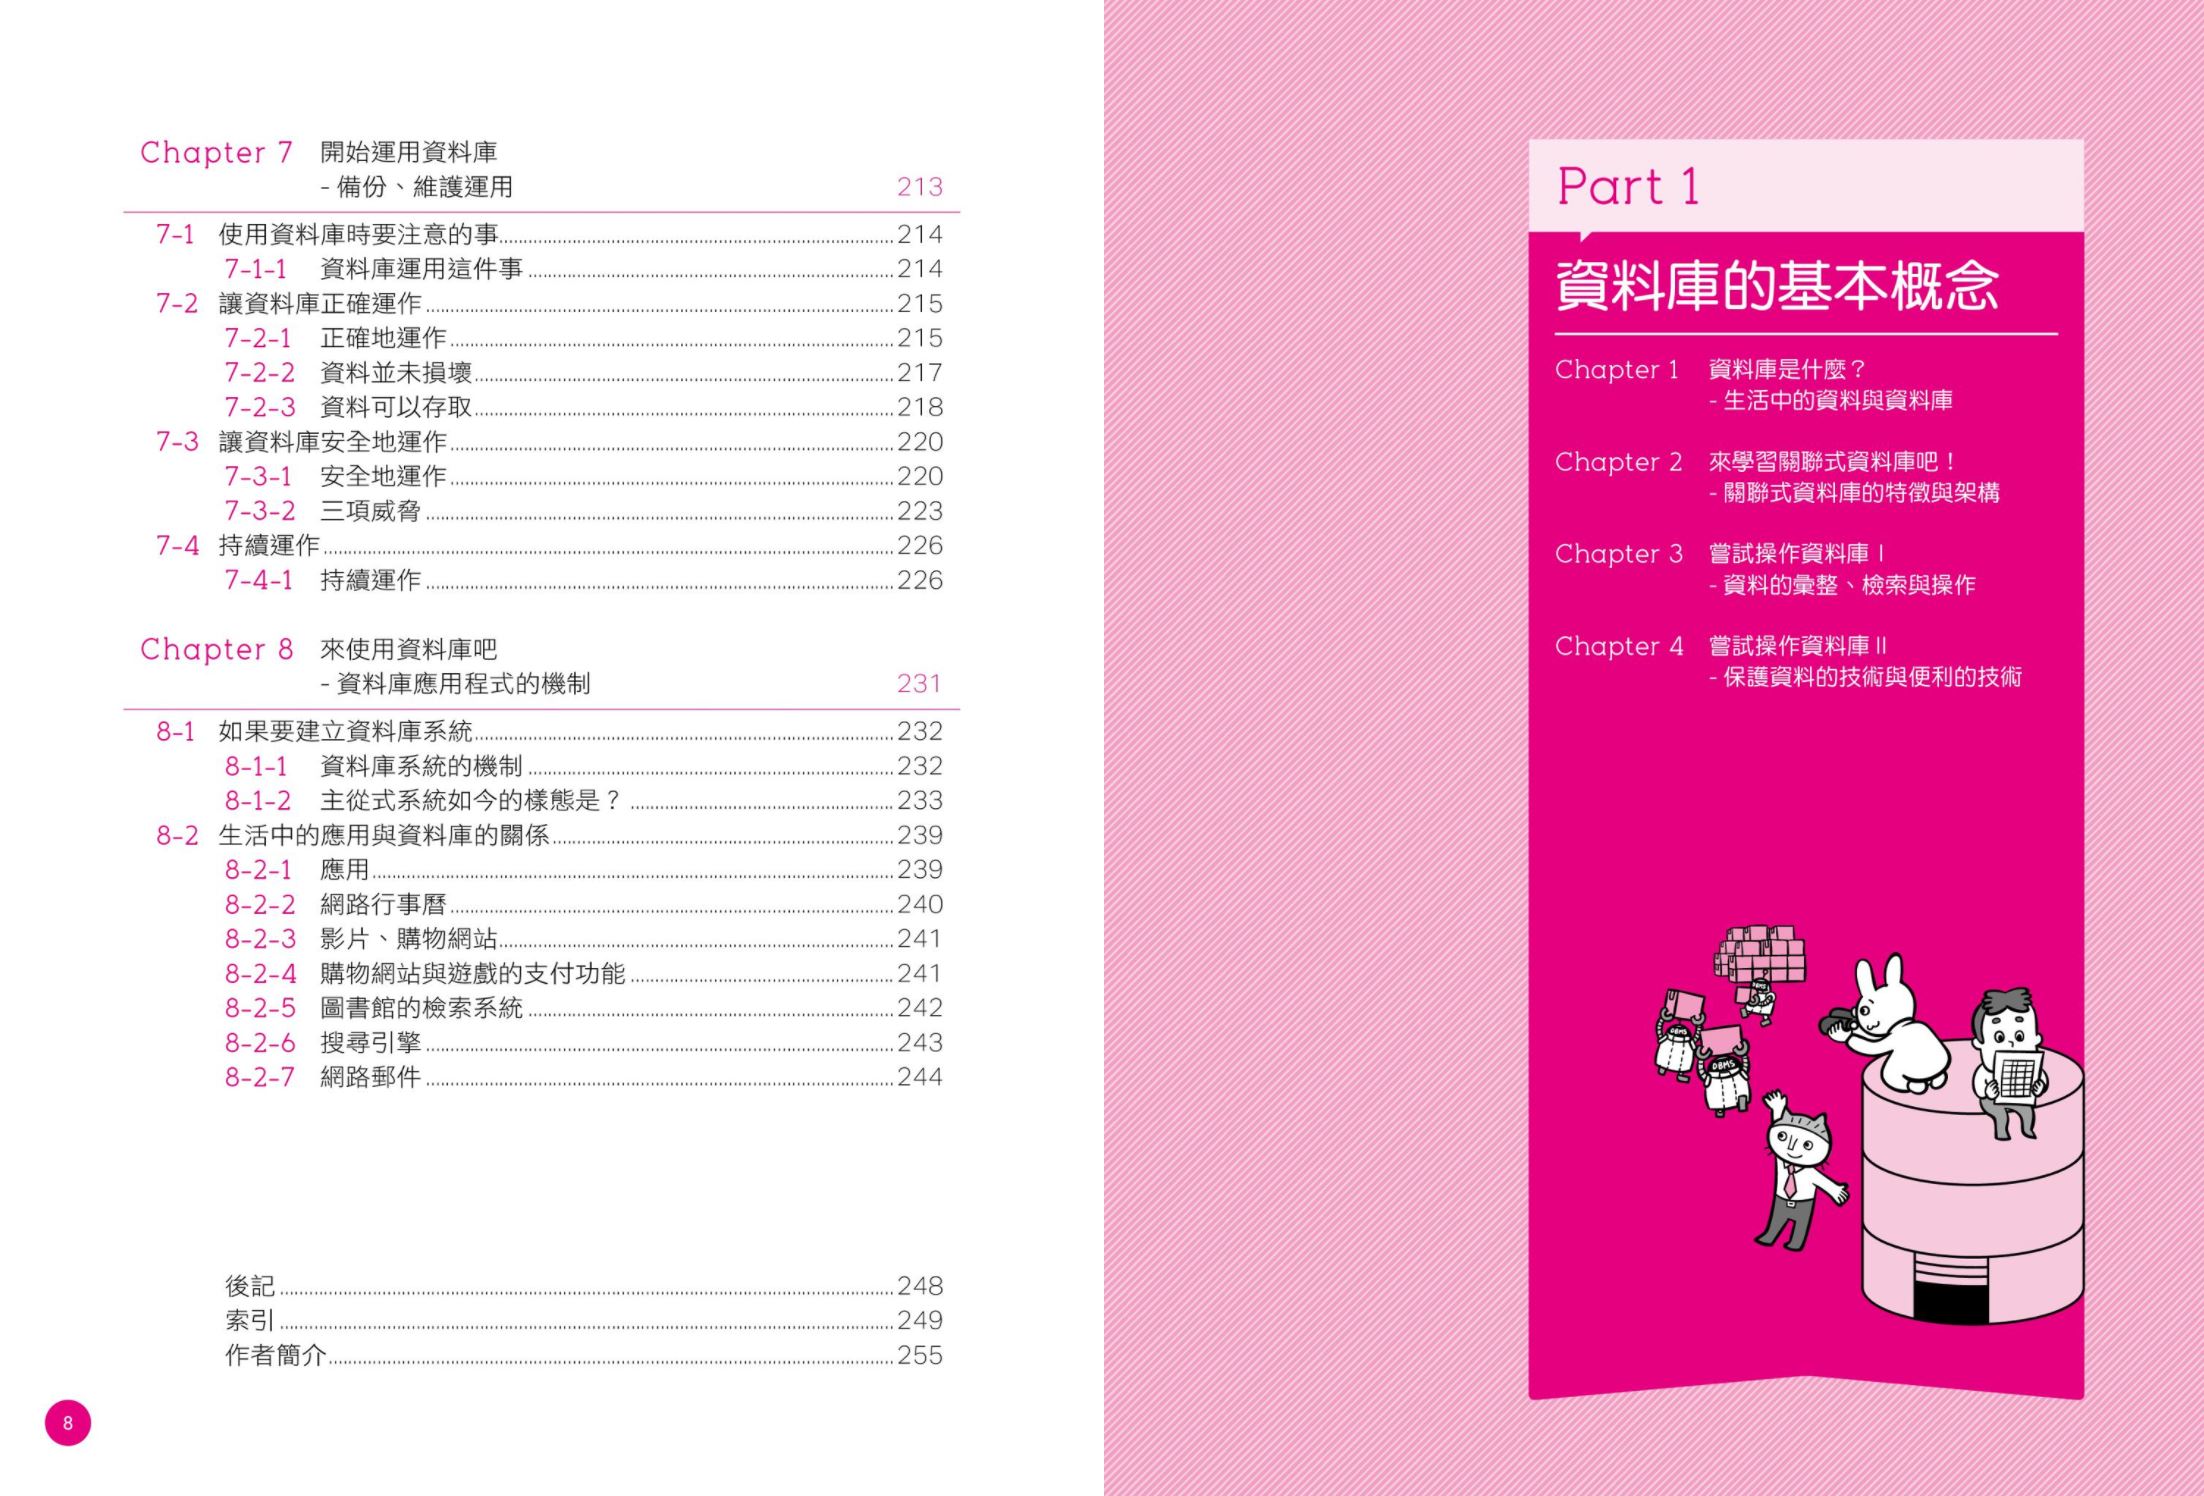 Chapter 7 開始運用資料庫
- 備份、維護運用 213
7-1 使用資料庫時要注意的事 214
7-1-1 資料庫運用這件事 214
7-2 讓資料庫正確運作 215
7-2-1 正確地運作 215
7-2-2 資料並未損壞 217
7-2-3 資料可以存取 218
7-3 讓資料庫安全地運作 220
7-3-1 安全地運作 220
7-3-2 三項威脅 223
7-4 持續運作 226
7-4-1 持續運作 226
Chapter 8 來使用資料庫吧
- 資料庫應用程式的機制 231
8-1 如果要建立資料庫系統 232
8-1-1 資料庫系統的機制 232
8-1-2 主從式系統如今的樣態是？ 233
8-2 生活中的應用與資料庫的關係 239
8-2-1 應用 239
8-2-2 網路行事曆 240
8-2-3 影片、購物網站 241
8-2-4 購物網站與遊戲的支付功能 241
8-2-5 圖書館的檢索系統 242
8-2-6 搜尋引擎 243
8-2-7 網路郵件 244
後記 248
索引 249
作者簡介 255
8
Part 1
資料庫的基本概念
Chapter 1 資料庫是什麼？
- 生活中的資料與資料庫
Chapter 2 來學習關聯式資料庫吧！
- 關聯式資料庫的特徵與架構
Chapter 3 嘗試操作資料庫 I
- 資料的彙整、檢索與操作
Chapter 4 嘗試操作資料庫 II
- 保護資料的技術與便利的技術
DBMS
DBMS